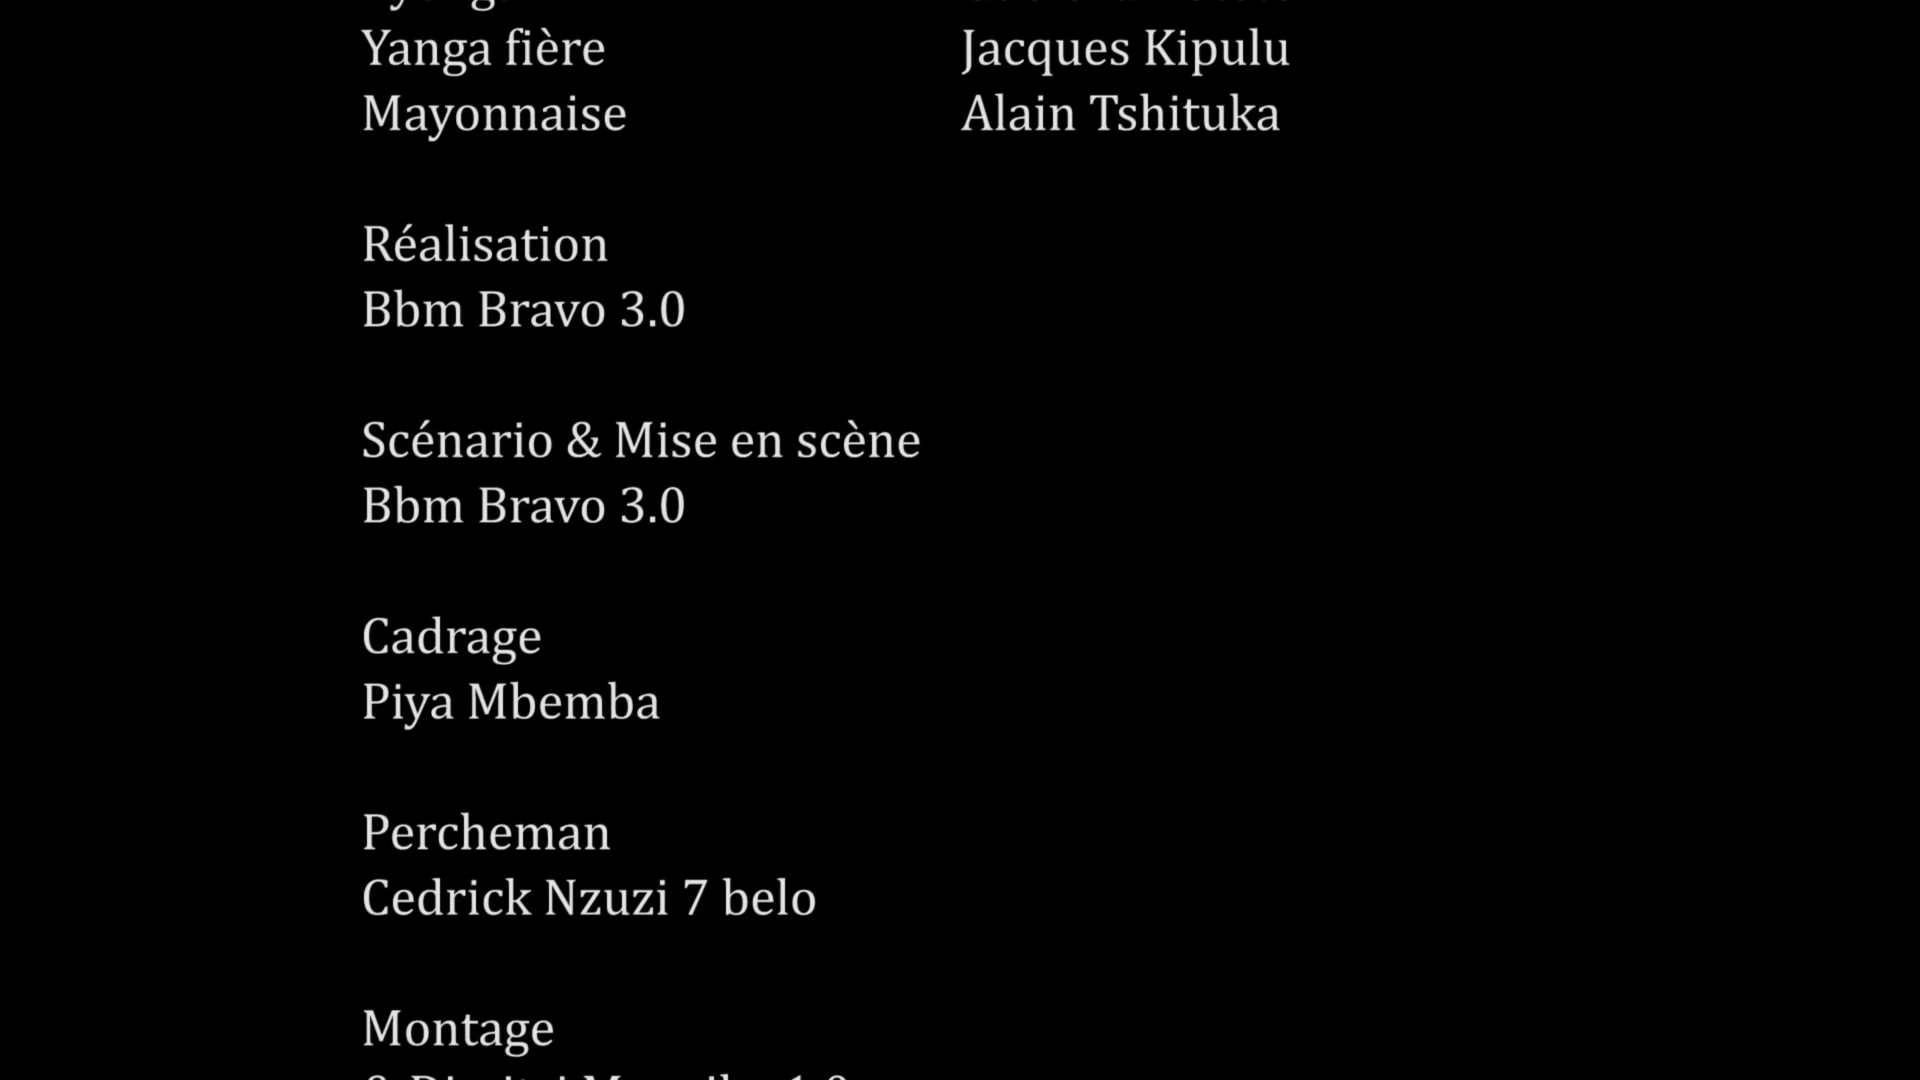 Yanga fière Jacques Kipulu
Mayonnaise Alain Tshituka
Réalisation
Bbm Bravo 3.0
Scénario & Mise en scène
Bbm Bravo 3.0
Cadrage
Piya Mbemba
Percheman
Cedrick Nzuzi 7 belo
Montage